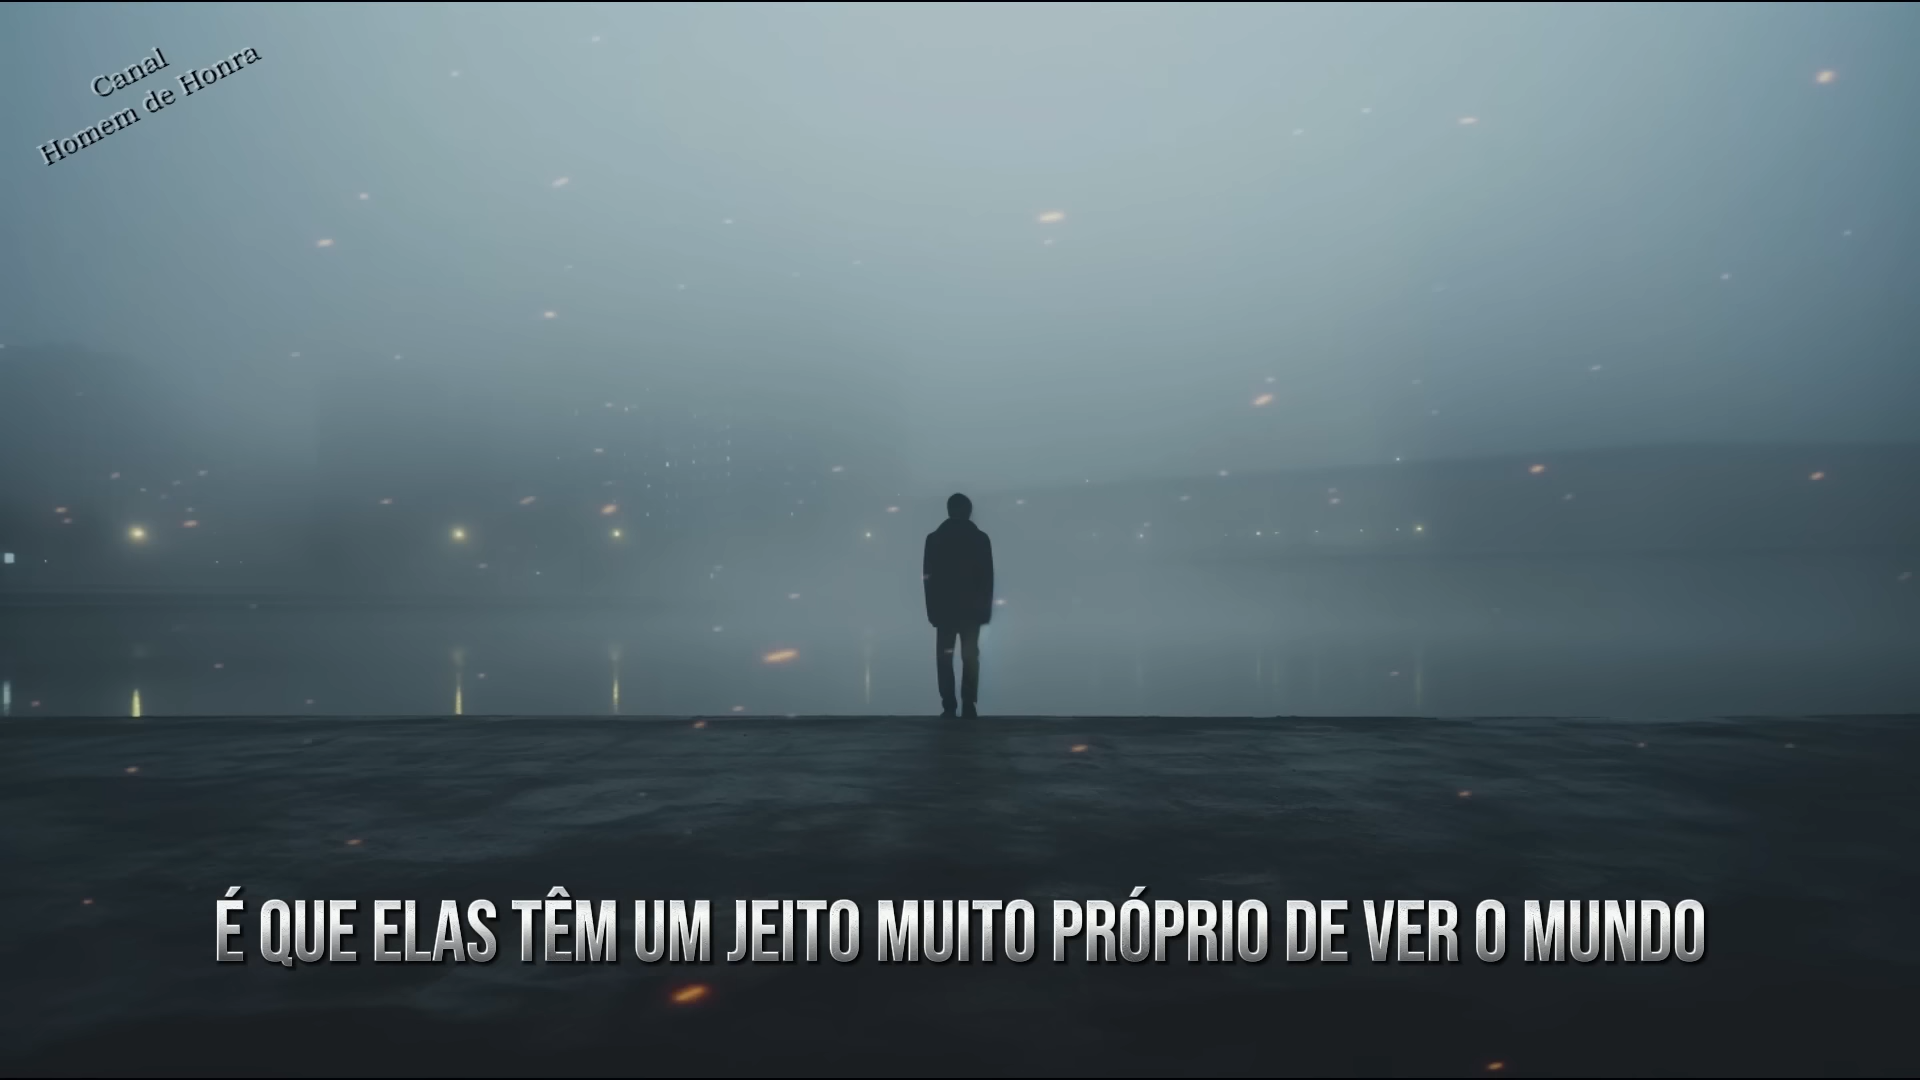 Canal
Homem de Honra
É QUE ELAS TÊM UM JEITO MUITO PRÓPRIO DE VER O MUNDO